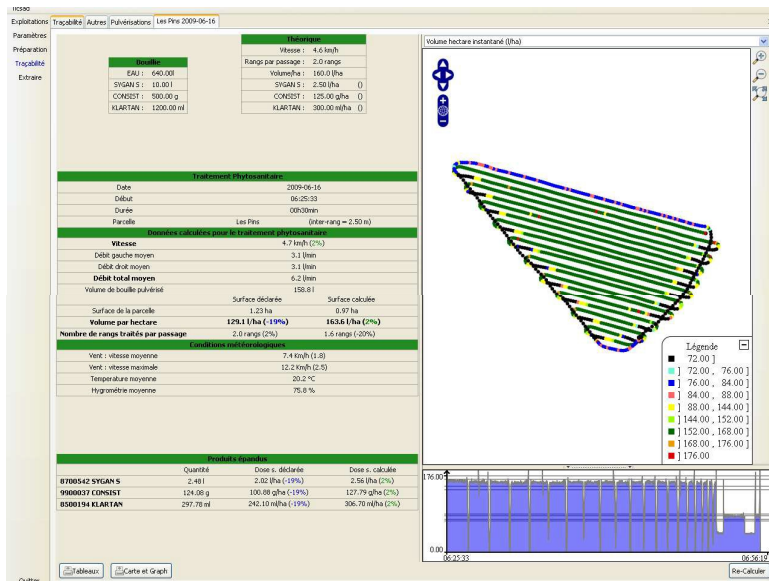 Exploitations
Paramètres
Préparation
Traçabilité
Extraire
Traçabilité Autres Pulvérisations Les Pins 2009-06-16
Bouillie
EAU : 640.00l
SYGAN S : 10.00 l
CONSIST : 500.00 g
KLARTAN : 1200.00 ml
Théorique
Vitesse : 4.6 km/h
Rangs par passage : 2.0 rangs
Volume/ha : 160.0 l/ha
SYGAN S : 2.50 l/ha ()
CONSIST : 125.00 g/ha ()
KLARTAN : 300.00 ml/ha ()
Traitement Phytosanitaire
Date 2009-06-16
Début 06:25:33
Durée 00h30min
Parcelle Les Pins (inter-rang = 2.50 m)
Données calculées pour le traitement phytosanitaire
Vitesse 4.7 km/h (2%)
Débit gauche moyen 3.1 l/min
Débit droit moyen 3.1 l/min
Débit total moyen 6.2 l/min
Volume de bouillie pulvérisé 158.8 l
Surface déclarée Surface calculée
Surface de la parcelle 1.23 ha 0.97 ha
Volume par hectare 129.1 l/ha (-19%) 163.6 l/ha (2%)
Nombre de rangs traités par passage 2.0 rangs (2%) 1.6 rangs (-20%)
Conditions météorologiques
Vent : vitesse moyenne 7.4 Km/h (1.8)
Vent : vitesse maximale 12.2 Km/h (2.5)
Temperature moyenne 20.2 °C
Hygrométrie moyenne 75.8 %
Produits épandus
Quantité Dose s. déclarée Dose s. calculée
8700542 SYGAN S 2.48 l 2.02 l/ha (-19%) 2.56 l/ha (2%)
9900037 CONSIST 124.08 g 100.88 g/ha (-19%) 127.79 g/ha (2%)
8500194 KLARTAN 297.78 ml 242.10 ml/ha (-19%) 306.70 ml/ha (2%)
Tableaux Carte et Graph
Volume hectare instantané (l/ha)
Légende
72.00 ]
] 72.00 , 76.00 ]
] 76.00 , 84.00 ]
] 84.00 , 88.00 ]
] 88.00 , 144.00 ]
] 144.00 , 152.00 ]
] 152.00 , 168.00 ]
] 168.00 , 176.00 ]
] 176.00
176.00
0.00
06:25:33 06:56:19
Re-Calculer